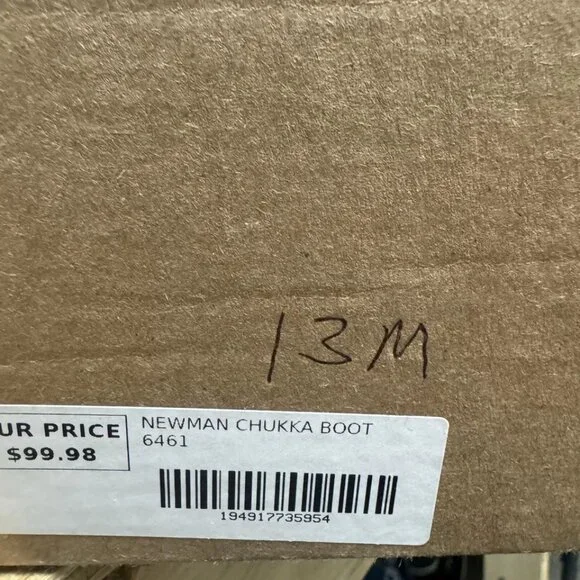 13M
UR PRICE
$99.98
NEWMAN CHUKKA BOOT
6461
194917735954